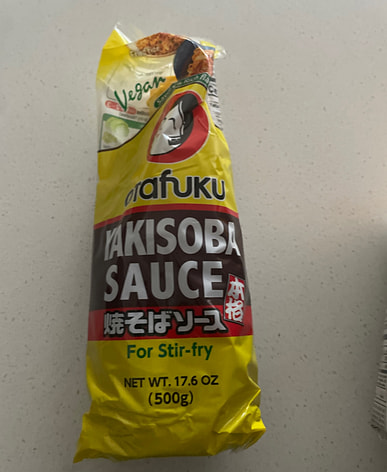 Vegan
Otafuku
YAKISOBA
SAUCE
本格
焼そばソース
For Stir-fry
NET WT. 17.6 OZ
(500g)